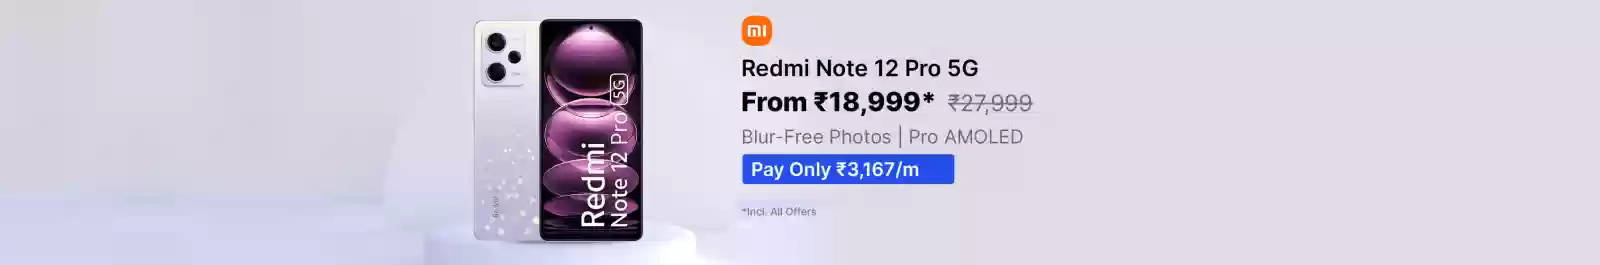 Redmi
Note 12 Pro 5G
mi
Redmi Note 12 Pro 5G
From ₹18,999* ₹27,999
Blur-Free Photos | Pro AMOLED
Pay Only ₹3,167/m
*Incl. All Offers